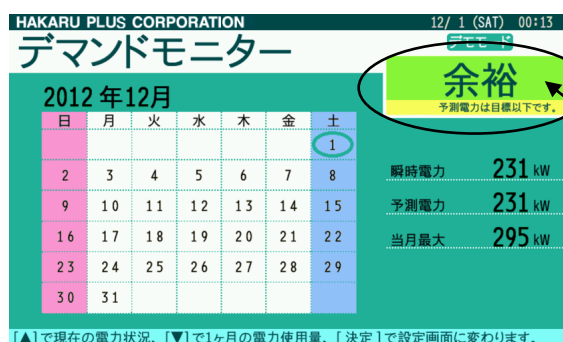 HAKARU PLUS CORPORATION 12/ 1 (SAT) 00:13
デマンドモニター デモモード
余裕
予測電力は目標以下です。
2012 年12月
日 月 火 水 木 金 土
1
2 3 4 5 6 7 8
9 10 11 12 13 14 15
16 17 18 19 20 21 22
23 24 25 26 27 28 29
30 31
瞬時電力 231 kW
予測電力 231 kW
当月最大 295 kW
[▲]で現在の電力状況、[▼]で1ヶ月の電力使用量、[ 決定 ]で設定画面に変わります。